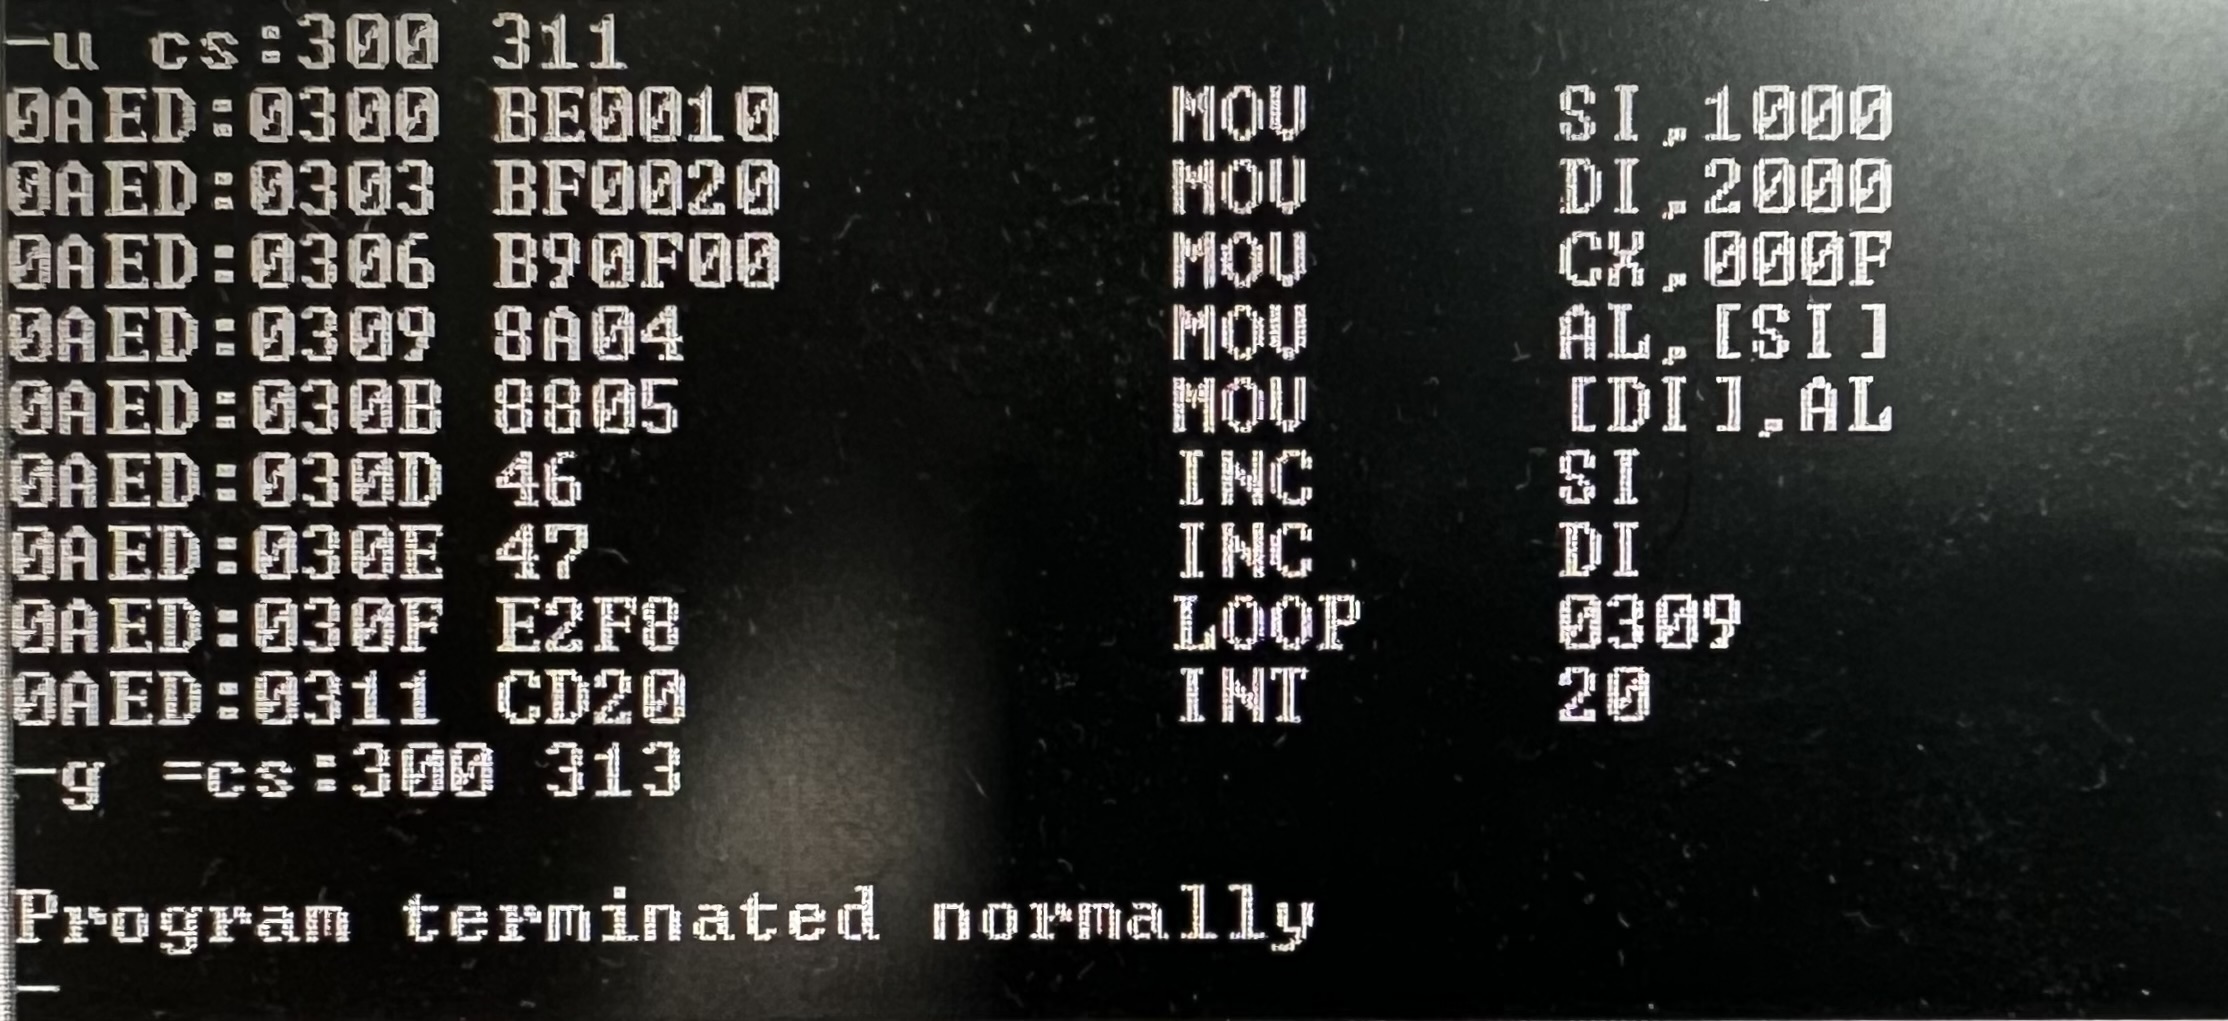 -u cs:300 311
0AED:0300 BE0010 MOV SI,1000
0AED:0303 BF0020 MOV DI,2000
0AED:0306 B90F00 MOV CX,000F
0AED:0309 8A04 MOV AL,[SI]
0AED:030B 8805 MOV [DI],AL
0AED:030D 46 INC SI
0AED:030E 47 INC DI
0AED:030F E2F8 LOOP 0309
0AED:0311 CD20 INT 20
-g =cs:300 313
Program terminated normally
-